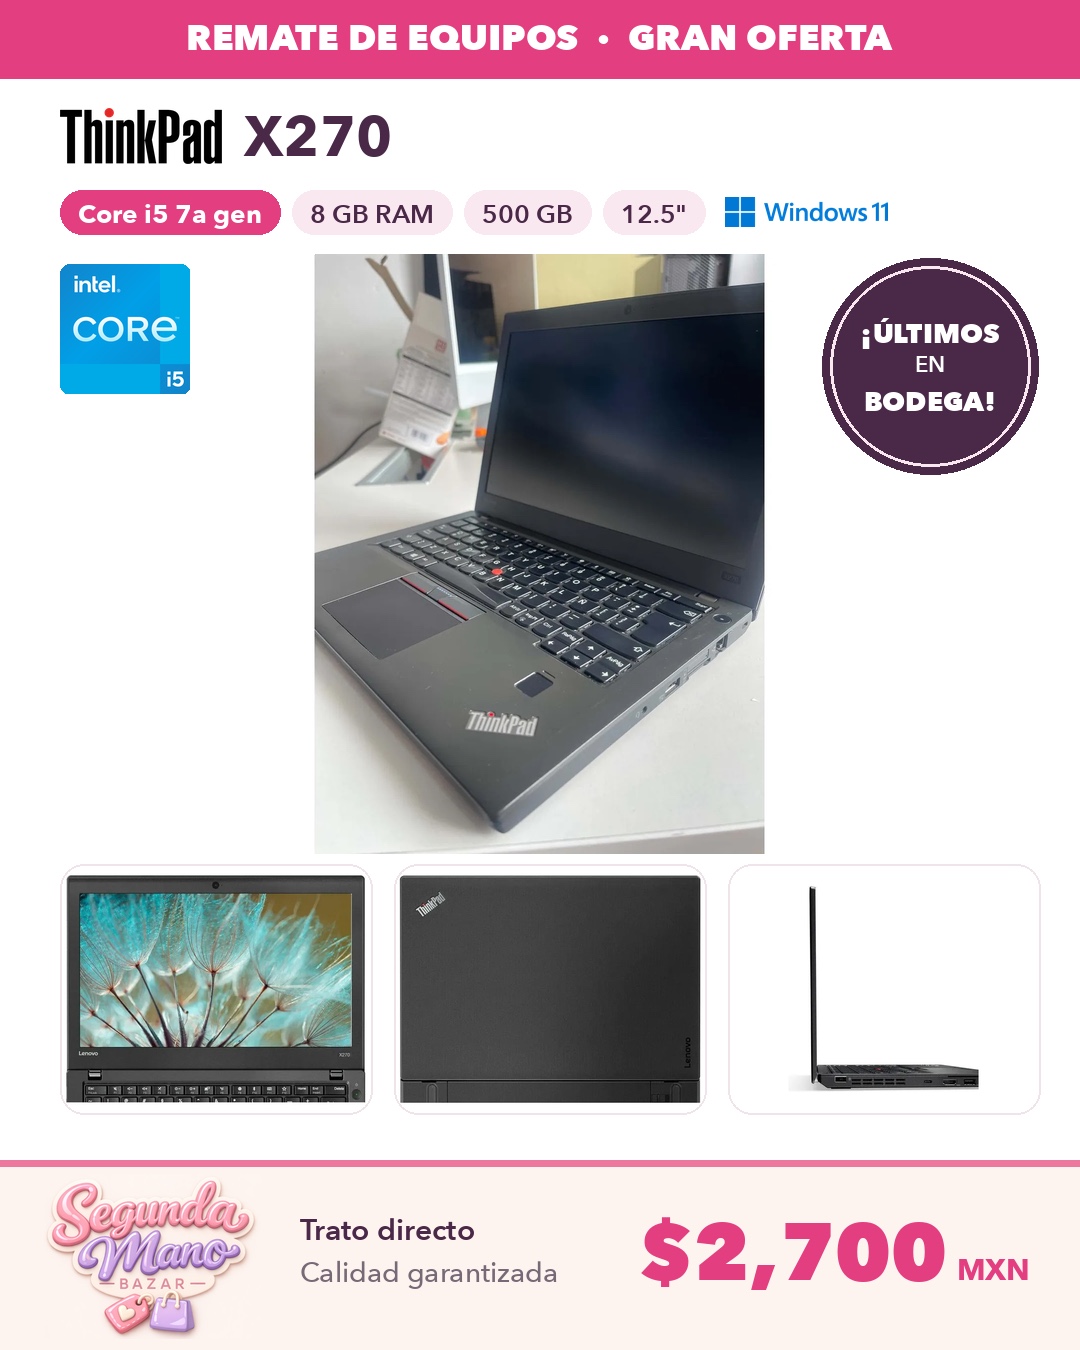 REMATE DE EQUIPOS • GRAN OFERTA
ThinkPad X270
Core i5 7a gen
8 GB RAM
500 GB
12.5"
Windows 11
intel.
CORE
i5
¡ÚLTIMOS
EN
BODEGA!
ThinkPad
Lenovo
X270
ThinkPad
Lenovo
Segunda
Mano
BAZAR
Trato directo
Calidad garantizada
$2,700 MXN